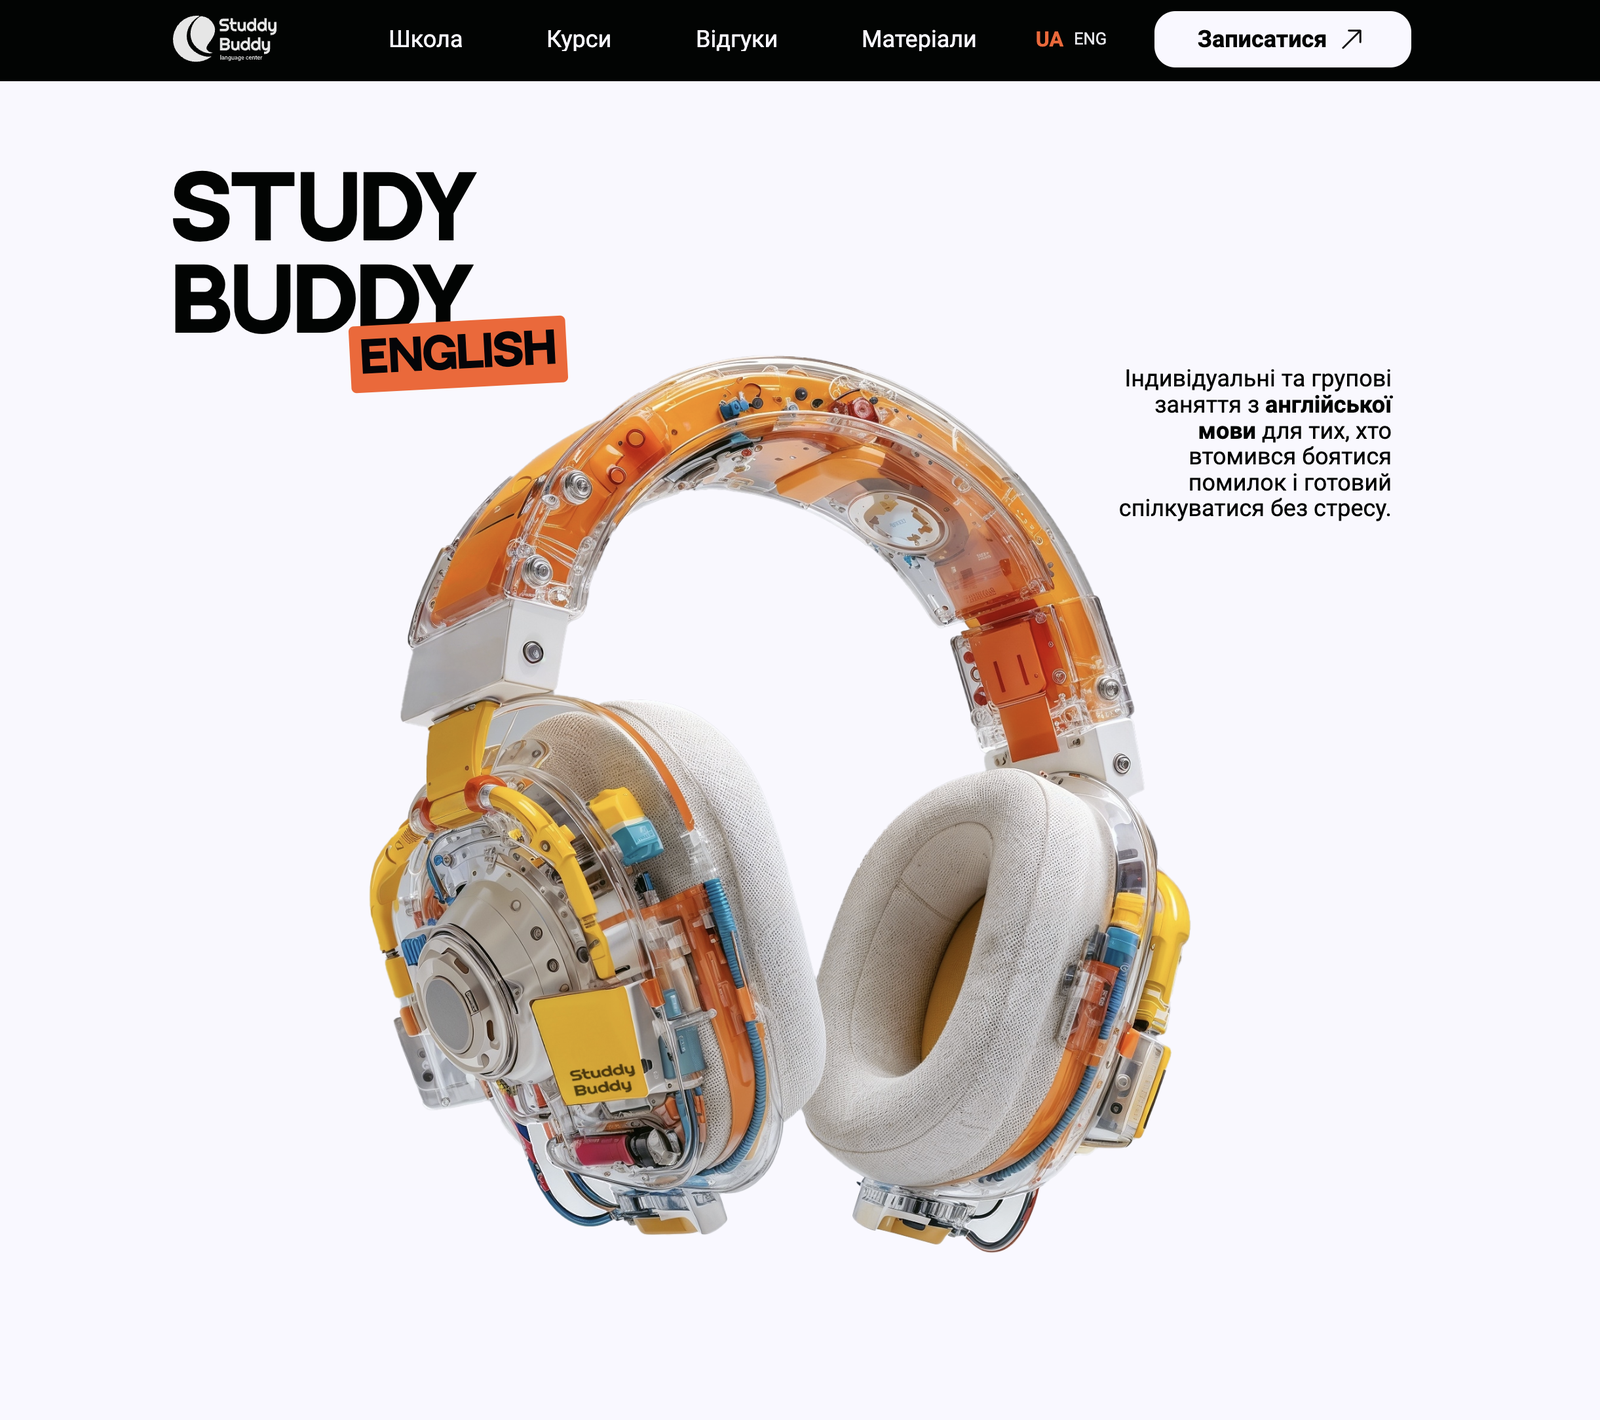 Studdy
Buddy
language center
Школа
Курси
Відгуки
Матеріали
UA ENG
Записатися
STUDY
BUDDY
ENGLISH
Індивідуальні та групові
заняття з англійської
мови для тих, хто
втомився боятися
помилок і готовий
спілкуватися без стресу.
Studdy
Buddy